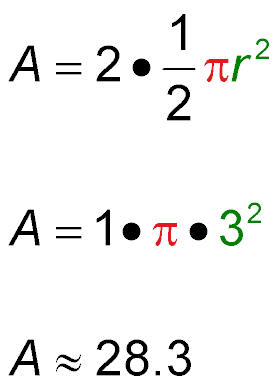 A = 2 • 1/2 πr²
A = 1 • π • 3²
A ≈ 28.3